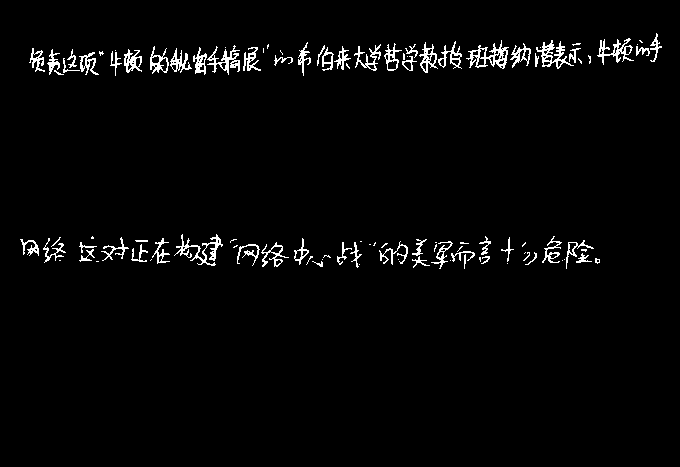 负责这项"牛顿的秘密手稿展"的希伯来大学哲学教授班梅纳潜表示，牛顿的手
网络这对正在构建"网络中心战"的美军而言十分危险。